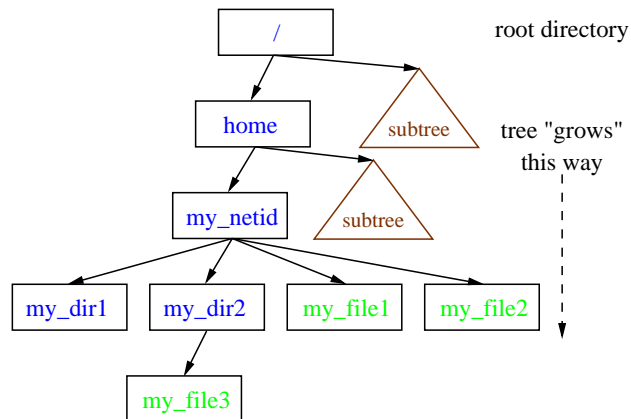 /
root directory
home
subtree
tree "grows"
this way
my_netid
subtree
my_dir1
my_dir2
my_file1
my_file2
my_file3